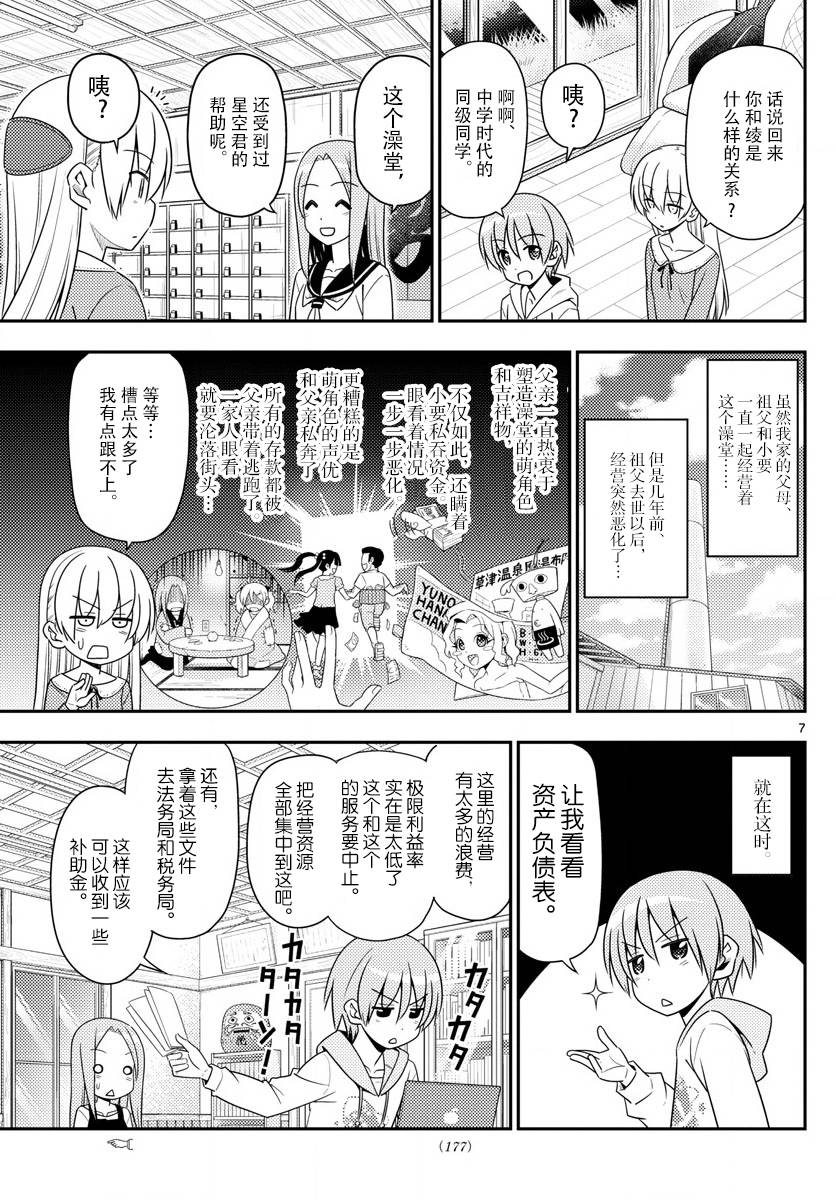 话说回来
你和绫是
什么样的关系？
咦？
啊啊、
中学时代的
同级同学。
这个澡堂，
还受到过
星空君的
帮助呢。
咦？
虽然我家的父母、
祖父和小要
一直一起经营着
这个澡堂……
但是几年前、
祖父去世以后，
经营突然恶化了…
父亲一直热衷于
塑造澡堂的萌角色
和吉祥物，
不仅如此、还瞒着
小要私吞资金。
眼看着情况
一步一步恶化。
更糟糕的是
萌角色的声优
和父亲私奔了
所有的存款都被
父亲带着逃跑了。
一家人眼看
就要沦落街头…
草津温泉
YUNO
HANA
CHAN
B
W
H
等等…
槽点太多了
我有点跟不上。
7
就在这时。
让我看看
资产负债表。
这里的经营
有太多的浪费，
极限利益率
实在是太低了
这个和这个
的服务要中止。
把经营资源
全部集中到这吧。
カタカタ
カタカタ
ターン！
还有，
拿着这些文件
去法务局和税务局。
这样应该
可以收到一些
补助金。
(177)